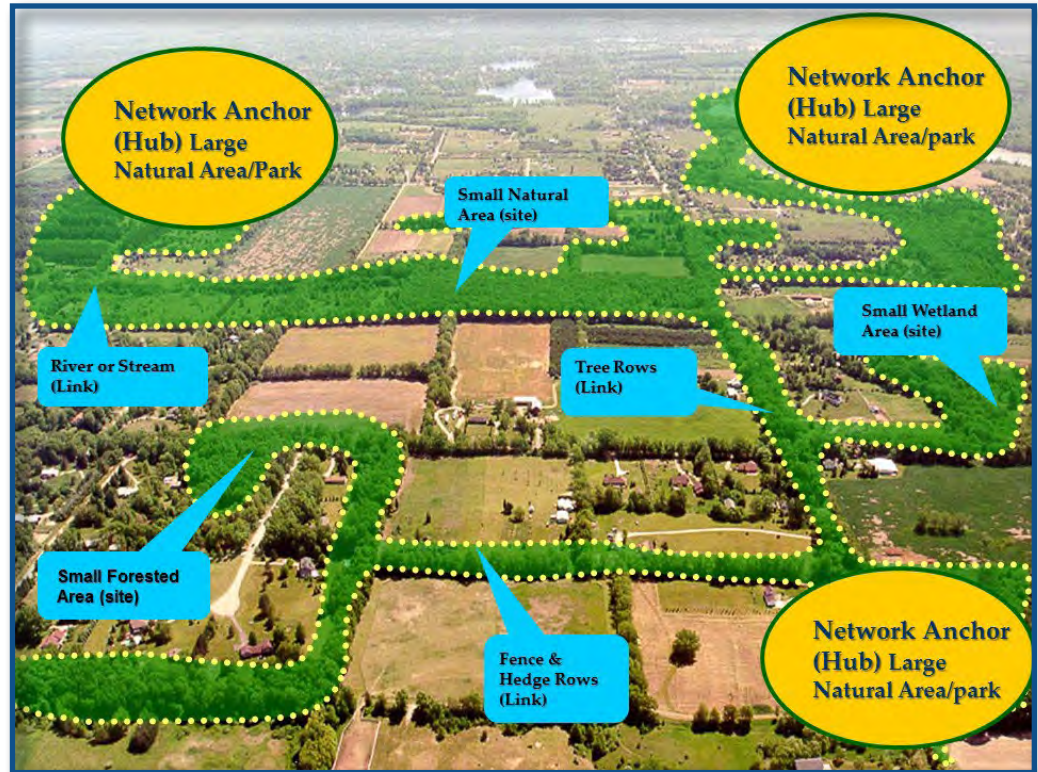 Network Anchor
(Hub) Large
Natural Area/Park
Network Anchor
(Hub) Large
Natural Area/park
Small Natural
Area (site)
Small Wetland
Area (site)
River or Stream
(Link)
Tree Rows
(Link)
Small Forested
Area (site)
Fence &
Hedge Rows
(Link)
Network Anchor
(Hub) Large
Natural Area/park